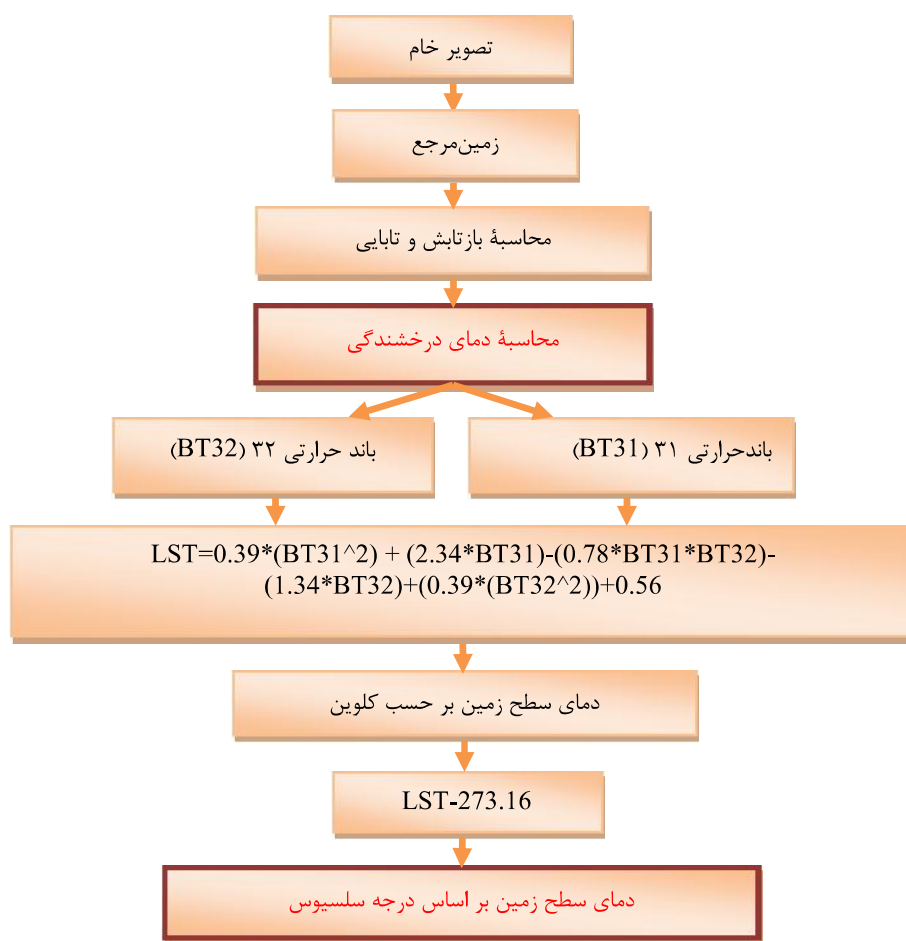 تصویر خام
زمین‌مرجع
محاسبهٔ بازتابش و تابایی
محاسبهٔ دمای درخشندگی
باندحرارتی ۳۱ (BT31)
باند حرارتی ۳۲ (BT32)
LST=0.39*(BT31^2) + (2.34*BT31)-(0.78*BT31*BT32)-
(1.34*BT32)+(0.39*(BT32^2))+0.56
دمای سطح زمین بر حسب کلوین
LST-273.16
دمای سطح زمین بر اساس درجه سلسیوس